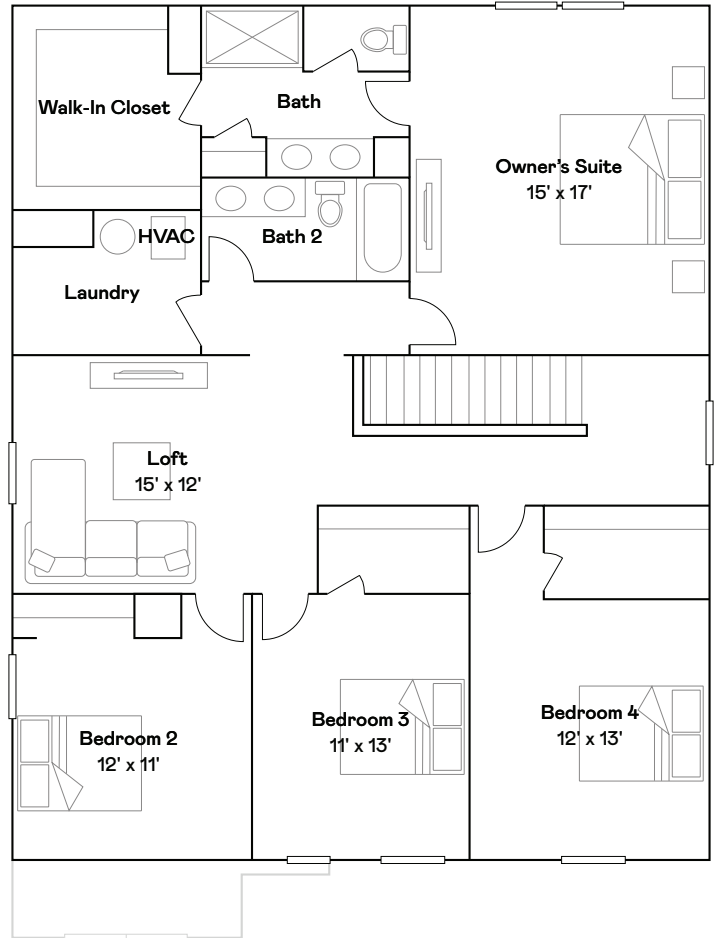 Walk-In Closet
Bath
Owner's Suite
15' x 17'
HVAC
Bath 2
Laundry
Loft
15' x 12'
Bedroom 2
12' x 11'
Bedroom 3
11' x 13'
Bedroom 4
12' x 13'